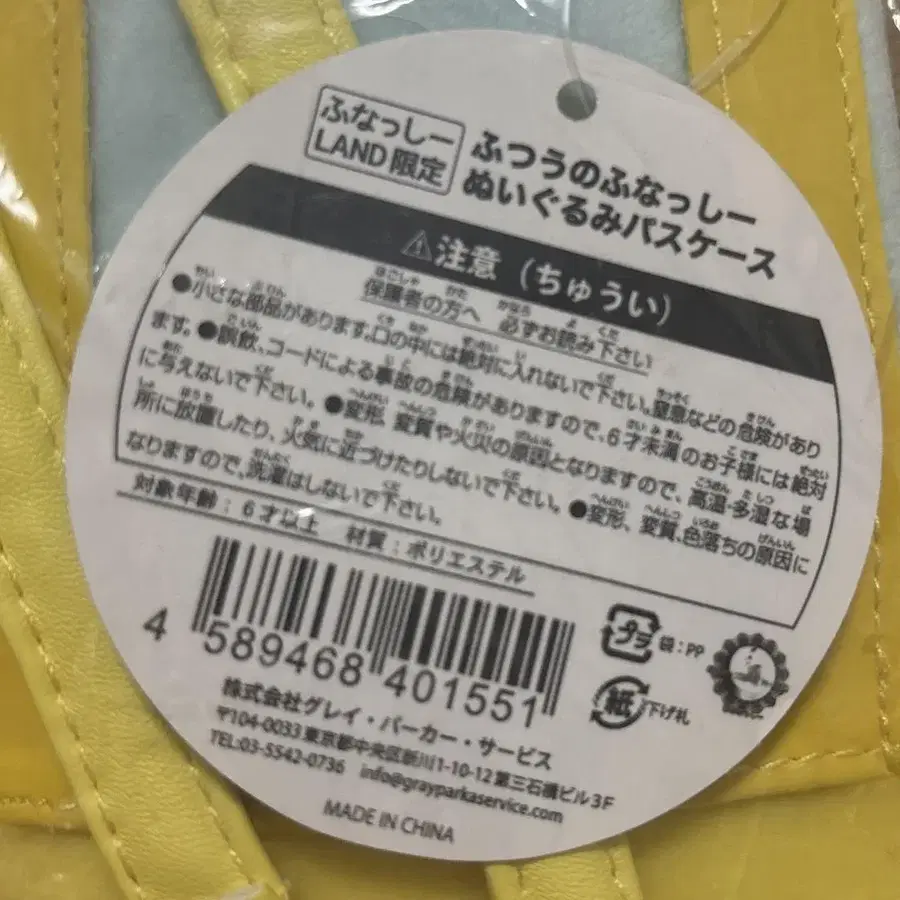 ふなっしー
LAND限定
ふつうのふなっしー
ぬいぐるみパスケース
⚠注意（ちゅうい）
保護者の方へ 必ずお読み下さい
●小さな部品があります。口の中には絶対に入れないで下さい。窒息などの危険があり
ます。●誤飲、コードによる事故の危険がありますので、6才未満のお子様には絶対
に与えないで下さい。●変形、変質や火災の原因となりますので、高温・多湿な場
所に放置したり、火気に近づけたりしないで下さい。●変形、変質、色落ちの原因に
なりますので、洗濯はしないで下さい。
対象年齢：6才以上 材質：ポリエステル
4 589468 401551
プラ 袋：PP
紙 下げ札
株式会社グレイ・パーカー・サービス
〒104-0033 東京都中央区新川1-10-12 第三石橋ビル3F
TEL:03-5542-0736 info@grayparkaservice.com
MADE IN CHINA